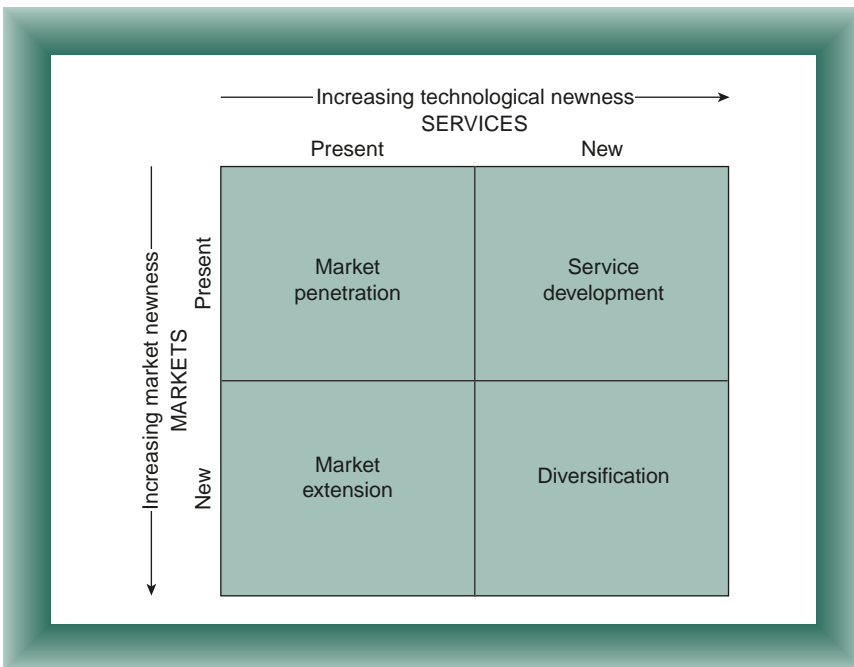 Increasing technological newness
SERVICES
Present
New
Increasing market newness
MARKETS
Present
Market
penetration
Service
development
New
Market
extension
Diversification